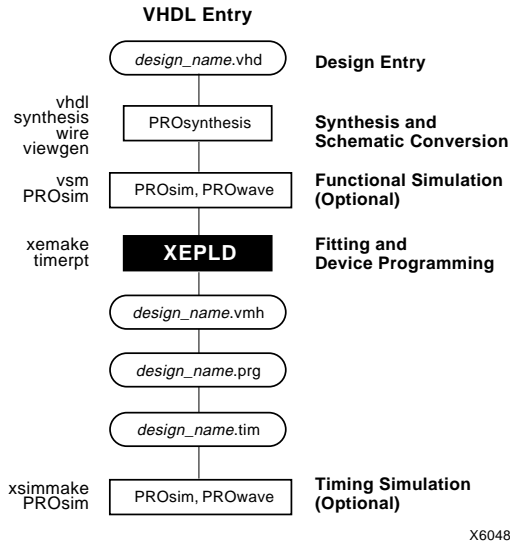 VHDL Entry
design_name.vhd
Design Entry
vhdl
synthesis
wire
viewgen
PROsynthesis
Synthesis and
Schematic Conversion
vsm
PROsim
PROsim, PROwave
Functional Simulation
(Optional)
xemake
timerpt
XEPLD
Fitting and
Device Programming
design_name.vmh
design_name.prg
design_name.tim
xsimmake
PROsim
PROsim, PROwave
Timing Simulation
(Optional)
X6048